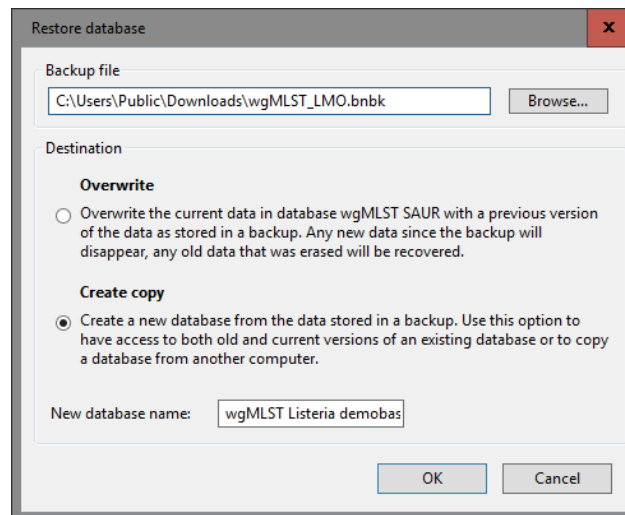 Restore database
x
Backup file
C:\Users\Public\Downloads\wgMLST_LMO.bnbk
Browse...
Destination
Overwrite
Overwrite the current data in database wgMLST SAUR with a previous version
of the data as stored in a backup. Any new data since the backup will
disappear, any old data that was erased will be recovered.
Create copy
Create a new database from the data stored in a backup. Use this option to
have access to both old and current versions of an existing database or to copy
a database from another computer.
New database name: wgMLST Listeria demobas
OK Cancel